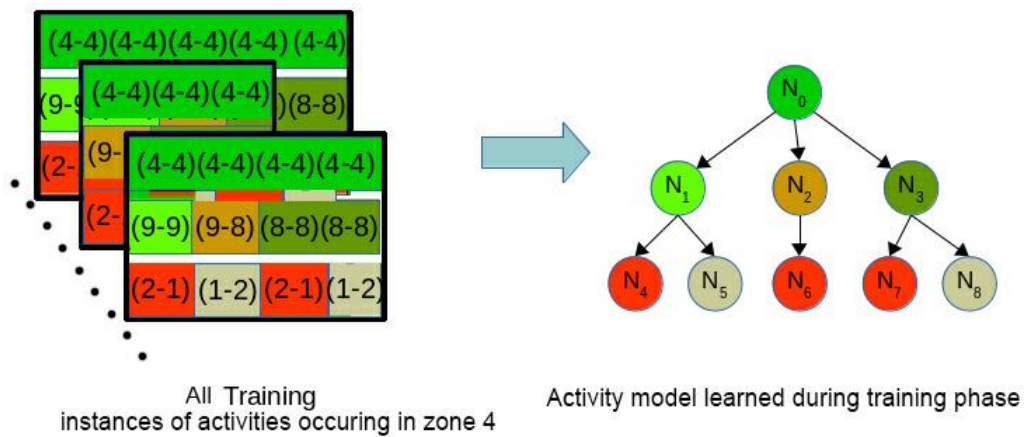 (4-4)(4-4)(4-4)(4-4) (4-4)
(9-9 )(8-8)
(2-
(4-4)(4-4)(4-4)
(9-
(2-
(4-4)(4-4)(4-4)(4-4)
(9-9) (9-8) (8-8)(8-8)
(2-1) (1-2) (2-1) (1-2)
N0
N1 N2 N3
N4 N5 N6 N7 N8
All Training
instances of activities occuring in zone 4
Activity model learned during training phase